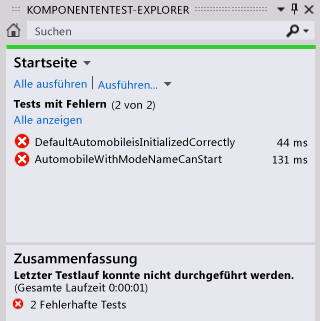 KOMPONENTENTEST-EXPLORER
Suchen
Startseite
Alle ausführen | Ausführen...
Tests mit Fehlern (2 von 2)
Alle anzeigen
DefaultAutomobileisInitializedCorrectly 44 ms
AutomobileWithModeNameCanStart 131 ms
Zusammenfassung
Letzter Testlauf konnte nicht durchgeführt werden.
(Gesamte Laufzeit 0:00:01)
2 Fehlerhafte Tests